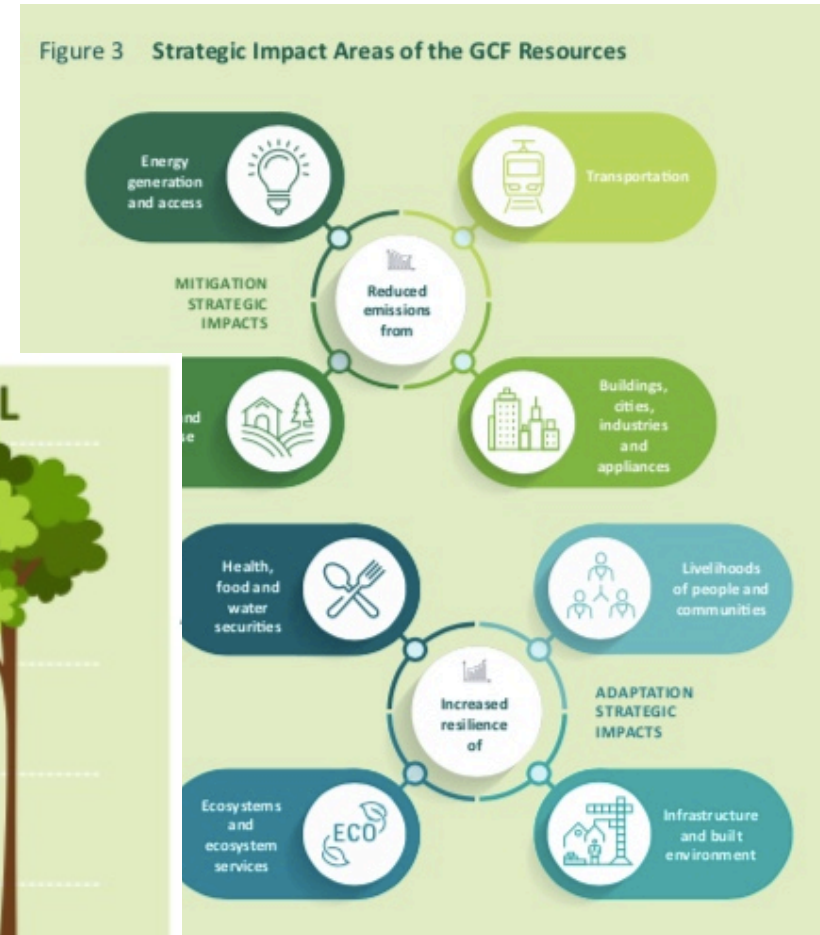 Figure 3 Strategic Impact Areas of the GCF Resources
Energy
generation
and access
Transportation
MITIGATION
STRATEGIC
IMPACTS
Reduced
emissions
from
Buildings,
cities,
industries
and
appliances
L
Health,
food and
water
securities
Livelihoods
of people and
communities
Increased
resilience
of
ADAPTATION
STRATEGIC
IMPACTS
Ecosystems
and
ecosystem
services
ECO
Infrastructure
and built
environment